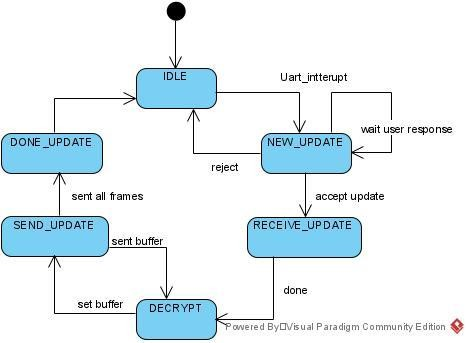 IDLE
Uart_intterupt
DONE_UPDATE
NEW_UPDATE
wait user response
reject
sent all frames
accept update
SEND_UPDATE
RECEIVE_UPDATE
sent buffer
done
set buffer
DECRYPT
Powered By Visual Paradigm Community Edition